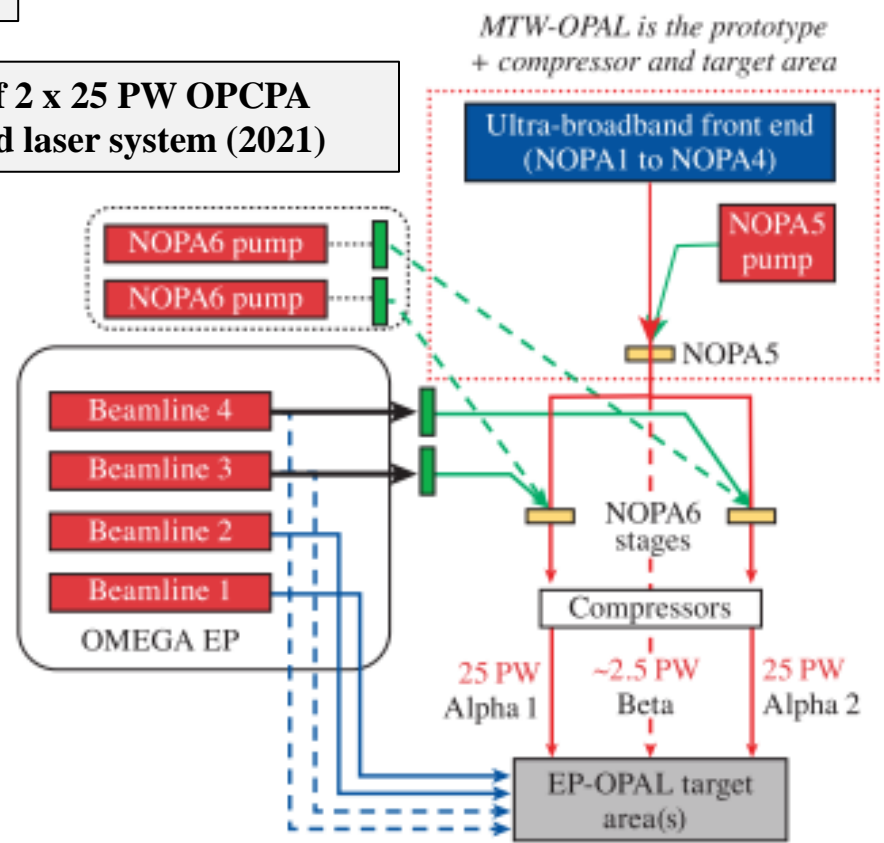 MTW-OPAL is the prototype
+ compressor and target area
f 2 x 25 PW OPCPA
d laser system (2021)
Ultra-broadband front end
(NOPA1 to NOPA4)
NOPA5
pump
NOPA6 pump
NOPA6 pump
NOPA5
Beamline 4
Beamline 3
Beamline 2
Beamline 1
OMEGA EP
NOPA6
stages
Compressors
25 PW
Alpha 1
~2.5 PW
Beta
25 PW
Alpha 2
EP-OPAL target
area(s)